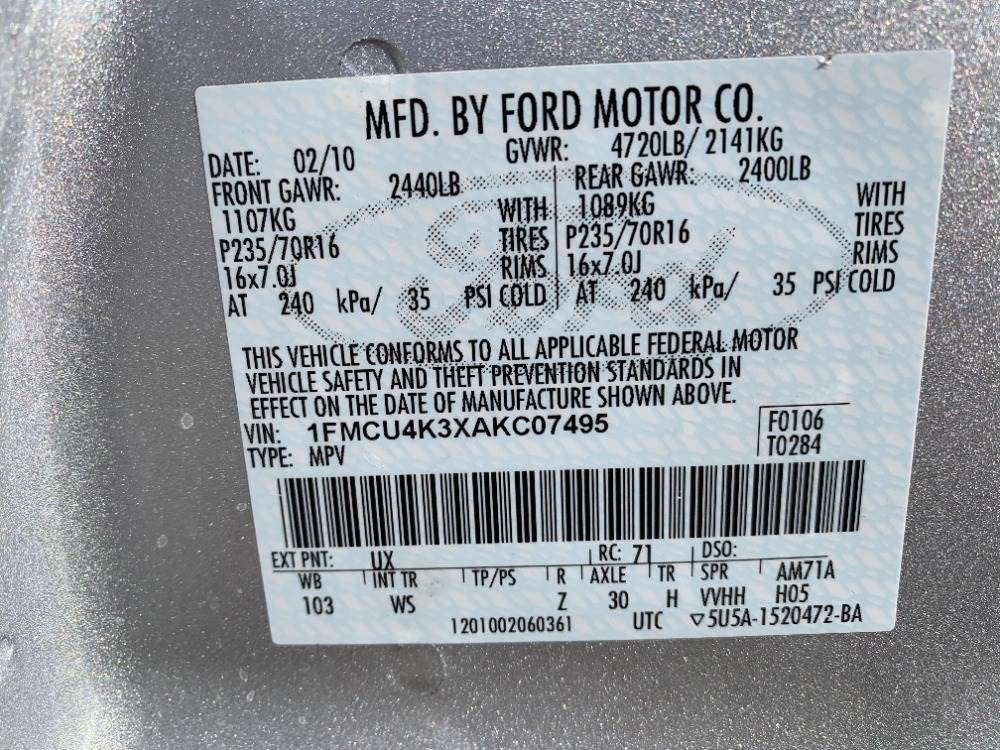 MFD. BY FORD MOTOR CO.
DATE: 02/10 GVWR: 4720LB/ 2141KG
FRONT GAWR: 2440LB REAR GAWR: 2400LB
1107KG WITH 1089KG WITH
P235/70R16 TIRES P235/70R16 TIRES
16x7.0J RIMS 16x7.0J RIMS
AT 240 kPa/ 35 PSI COLD AT 240 kPa/ 35 PSI COLD
Ford
THIS VEHICLE CONFORMS TO ALL APPLICABLE FEDERAL MOTOR
VEHICLE SAFETY AND THEFT PREVENTION STANDARDS IN
EFFECT ON THE DATE OF MANUFACTURE SHOWN ABOVE.
VIN: 1FMCU4K3XAKC07495 F0106
TYPE: MPV T0284
EXT PNT: UX RC: 71 DSO:
WB INT TR TP/PS R AXLE TR SPR AM71A
103 WS Z 30 H VVHH H05
1201002060361 UTC ▽5U5A-1520472-BA